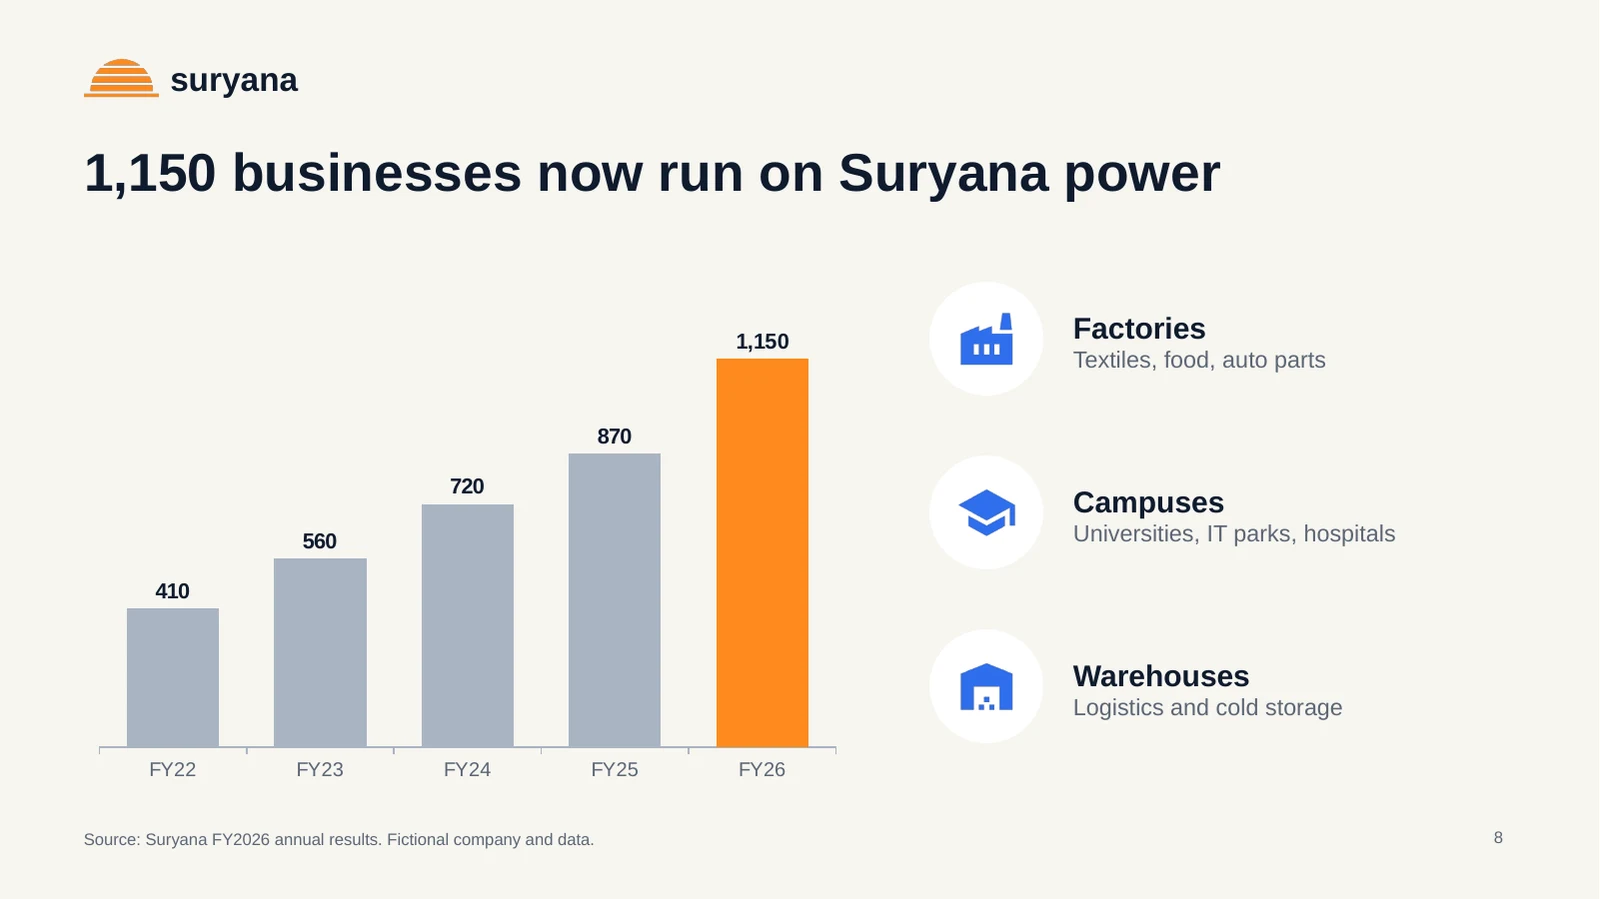 suryana
1,150 businesses now run on Suryana power
1,150
870
720
560
410
FY22
FY23
FY24
FY25
FY26
Factories
Textiles, food, auto parts
Campuses
Universities, IT parks, hospitals
Warehouses
Logistics and cold storage
Source: Suryana FY2026 annual results. Fictional company and data.
8